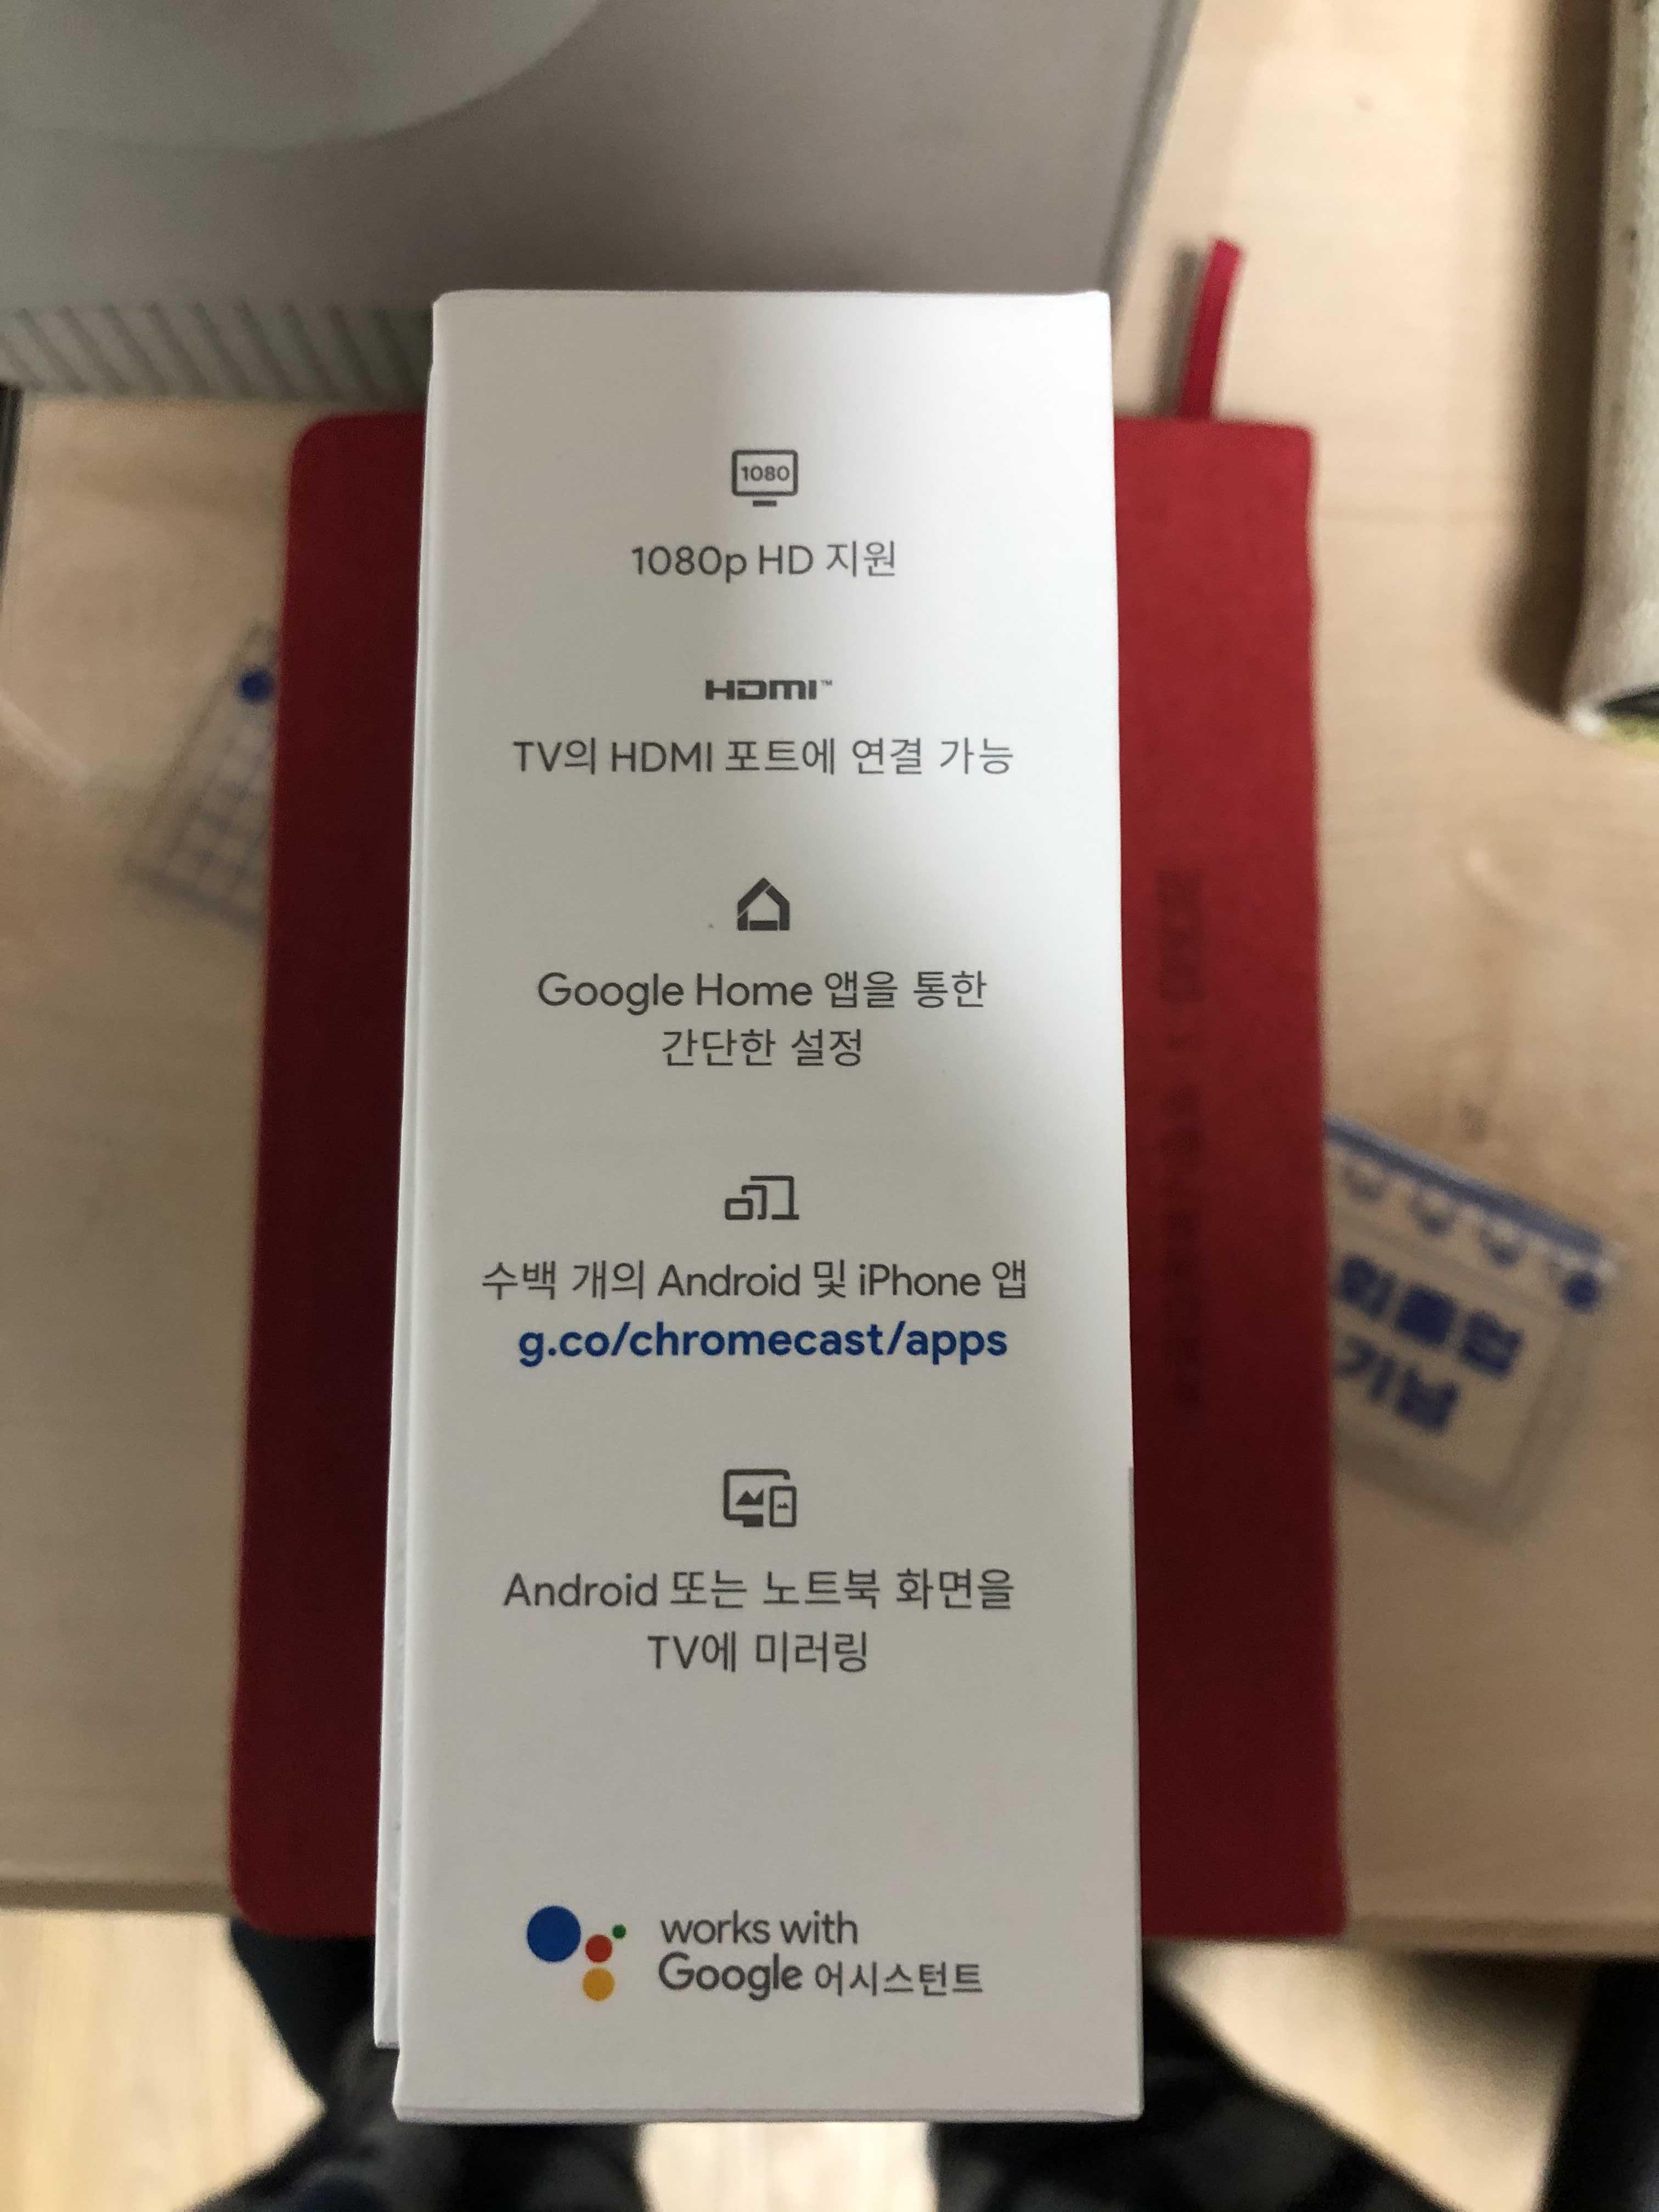 1080
1080p HD 지원
HDMI™
TV의 HDMI 포트에 연결 가능
Google Home 앱을 통한
간단한 설정
수백 개의 Android 및 iPhone 앱
g.co/chromecast/apps
Android 또는 노트북 화면을
TV에 미러링
works with
Google 어시스턴트